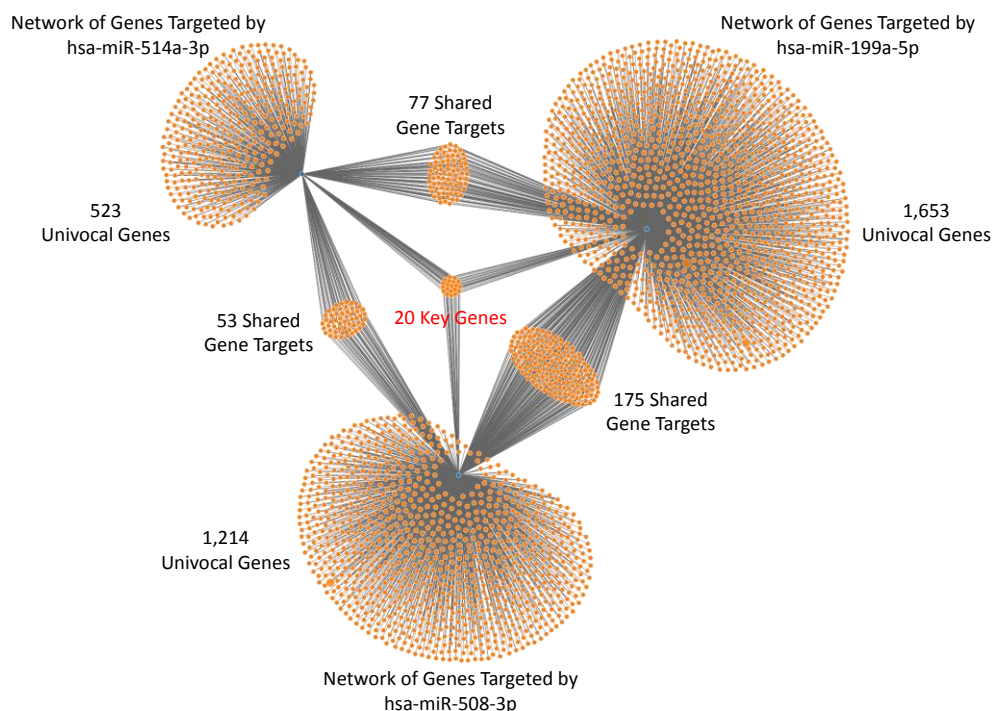 Network of Genes Targeted by
hsa-miR-514a-3p
Network of Genes Targeted by
hsa-miR-199a-5p
77 Shared
Gene Targets
523
Univocal Genes
1,653
Univocal Genes
53 Shared
Gene Targets
20 Key Genes
175 Shared
Gene Targets
1,214
Univocal Genes
Network of Genes Targeted by
hsa-miR-508-3p